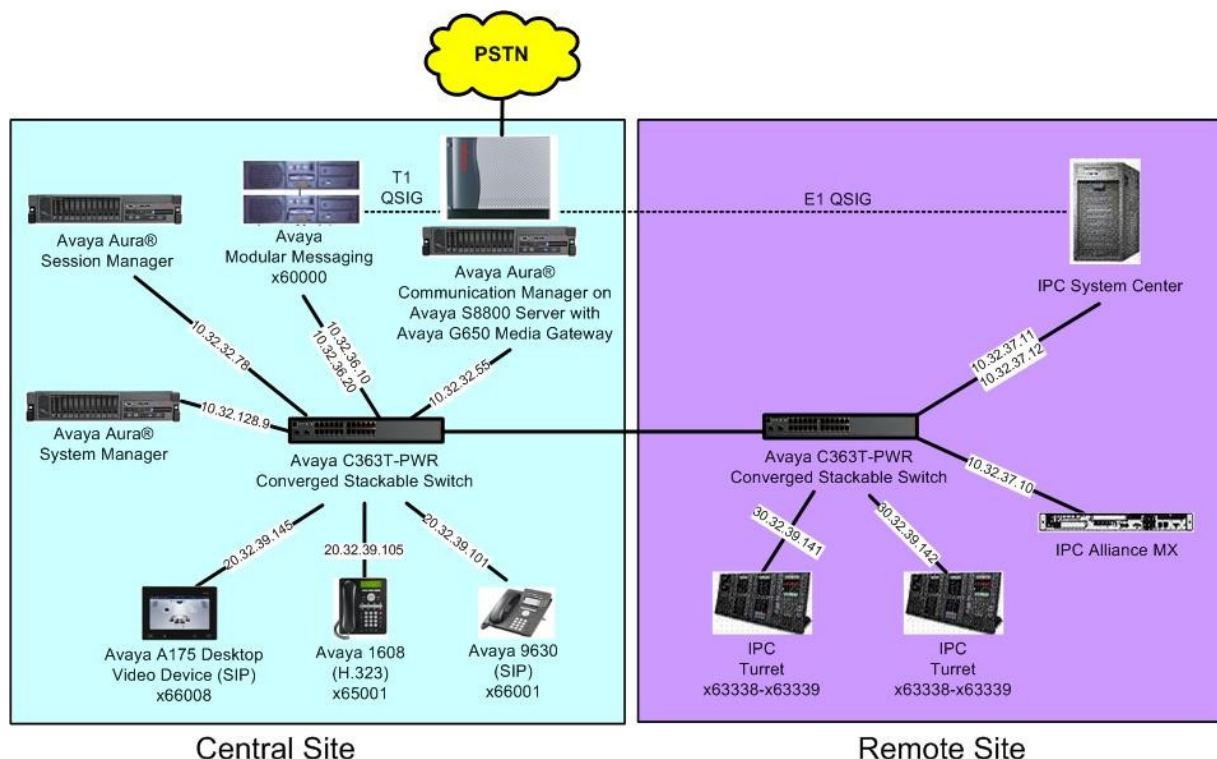 PSTN
T1
QSIG
E1 QSIG
Avaya Aura®
Session Manager
Avaya
Modular Messaging
x60000
Avaya Aura®
Communication Manager on
Avaya S8800 Server with
Avaya G650 Media Gateway
IPC System Center
10.32.32.78
10.32.36.10
10.32.36.20
10.32.32.55
10.32.37.11
10.32.37.12
10.32.128.9
Avaya Aura®
System Manager
Avaya C363T-PWR
Converged Stackable Switch
Avaya C363T-PWR
Converged Stackable Switch
10.32.37.10
IPC Alliance MX
20.32.39.145
20.32.39.105
20.32.39.101
30.32.39.141
30.32.39.142
Avaya A175 Desktop
Video Device (SIP)
x66008
Avaya 1608
(H.323)
x65001
Avaya 9630
(SIP)
x66001
IPC
Turret
x63338-x63339
IPC
Turret
x63338-x63339
Central Site
Remote Site